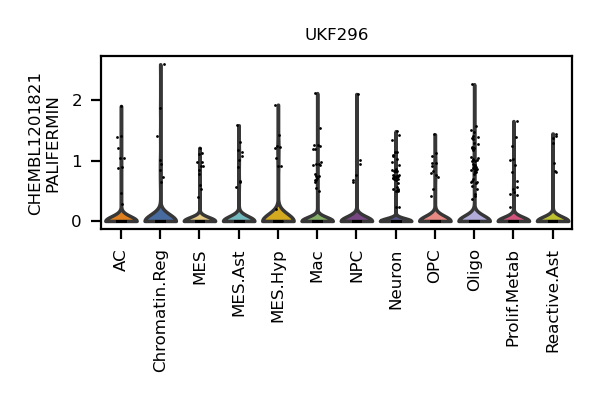 UKF296
CHEMBL1201821
PALIFERMIN
2
1
0
AC
Chromatin.Reg
MES
MES.Ast
MES.Hyp
Mac
NPC
Neuron
OPC
Oligo
Prolif.Metab
Reactive.Ast